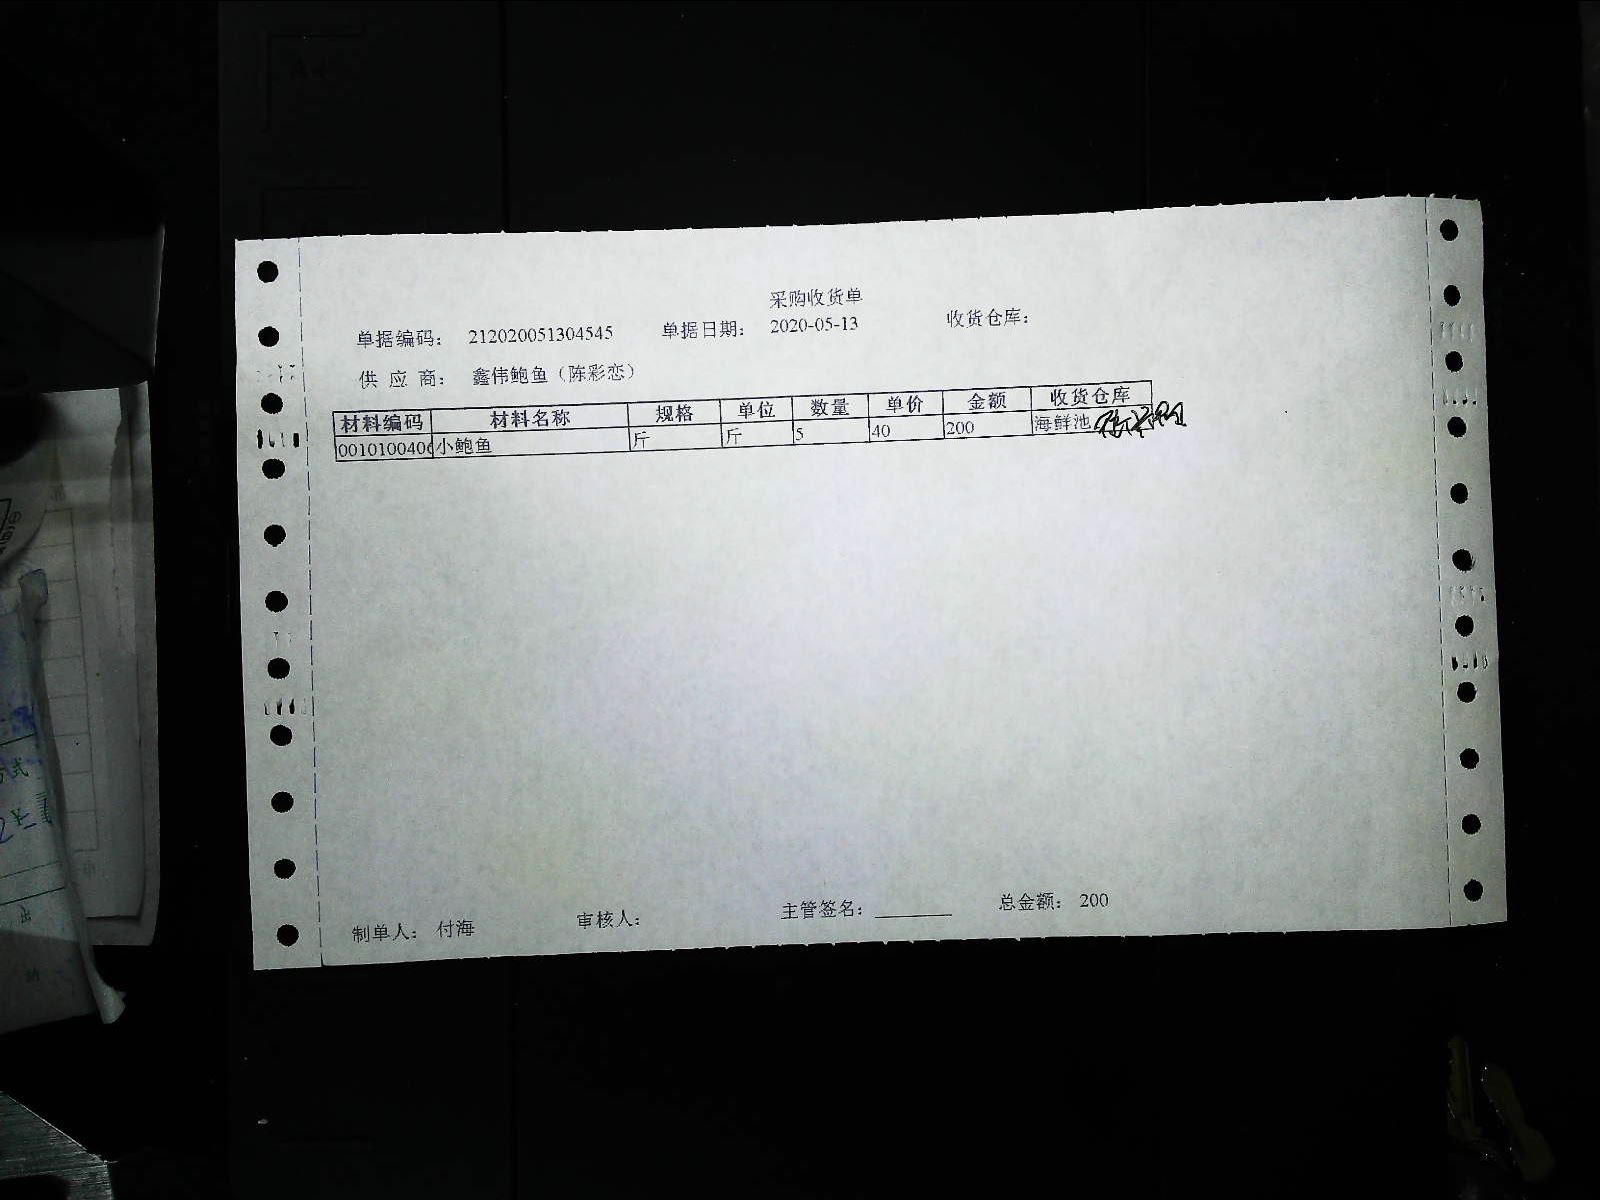 采购收货单
单据编码： 212020051304545 单据日期： 2020-05-13 收货仓库：
供 应 商： 鑫伟鲍鱼（陈彩恋）
材料编码 材料名称 规格 单位 数量 单价 金额 收货仓库
0010100406 小鲍鱼 斤 斤 5 40 200 海鲜池
制单人： 付海 审核人： 主管签名： ________ 总金额： 200